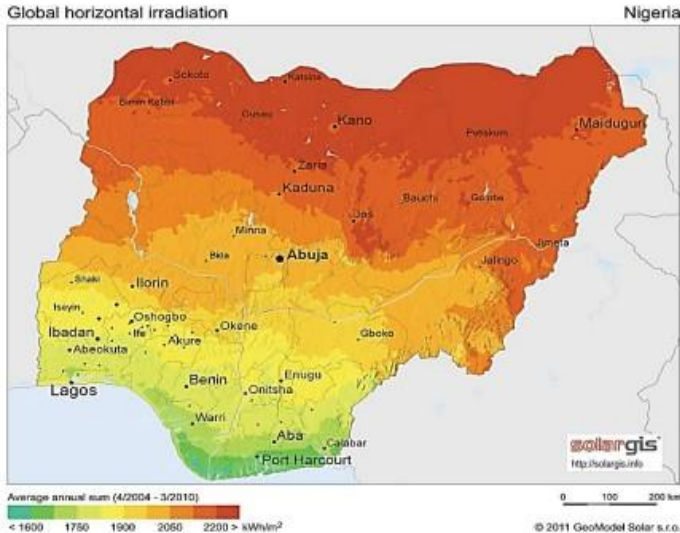 Global horizontal irradiation
Nigeria
Sokoto
Katsina
Birnin Kebbi
Gusau
Kano
Potiskum
Maiduguri
Zaria
Kaduna
Bauchi
Gombe
Jos
Minna
Bida
Abuja
Jimeta
Jalingo
Shaki
Ilorin
Iseyin
Oshogbo
Ibadan
Ife
Okene
Gboko
Akure
Abeokuta
Lagos
Benin
Onitsha
Enugu
Warri
Aba
Calabar
Port Harcourt
solargis
http://solargis.info
Average annual sum (4/2004 - 3/2010)
< 1600 1750 1900 2050 2200 > kWh/m²
0 100 200 km
© 2011 GeoModel Solar s.r.o.